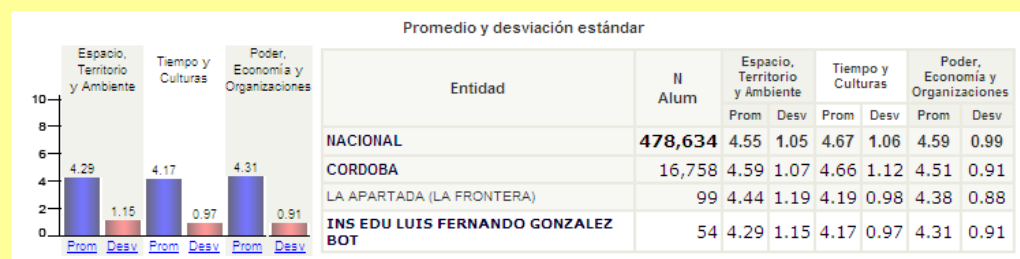 Promedio y desviación estándar
Espacio,
Territorio
y Ambiente
Tiempo y
Culturas
Poder,
Economía y
Organizaciones
10
8
6
4
2
0
4.29
1.15
4.17
0.97
4.31
0.91
Prom Desv Prom Desv Prom Desv
Entidad
N
Alum
Espacio,
Territorio
y Ambiente
Tiempo y
Culturas
Poder,
Economía y
Organizaciones
Prom Desv Prom Desv Prom Desv
NACIONAL 478,634 4.55 1.05 4.67 1.06 4.59 0.99
CORDOBA 16,758 4.59 1.07 4.66 1.12 4.51 0.91
LA APARTADA (LA FRONTERA) 99 4.44 1.19 4.19 0.98 4.38 0.88
INS EDU LUIS FERNANDO GONZALEZ
BOT 54 4.29 1.15 4.17 0.97 4.31 0.91